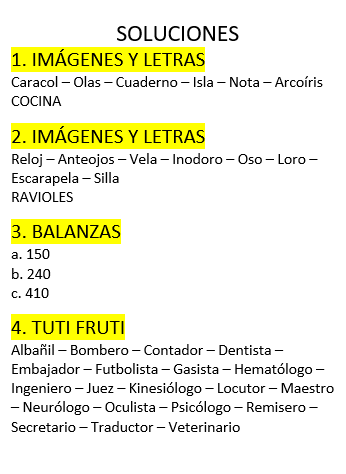 SOLUCIONES
1. IMÁGENES Y LETRAS
Caracol – Olas – Cuaderno – Isla – Nota – Arcoíris
COCINA
2. IMÁGENES Y LETRAS
Reloj – Anteojos – Vela – Inodoro – Oso – Loro –
Escarapela – Silla
RAVIOLES
3. BALANZAS
a. 150
b. 240
c. 410
4. TUTI FRUTI
Albañil – Bombero – Contador – Dentista –
Embajador – Futbolista – Gasista – Hematólogo –
Ingeniero – Juez – Kinesiólogo – Locutor – Maestro
– Neurólogo – Oculista – Psicólogo – Remisero –
Secretario – Traductor – Veterinario